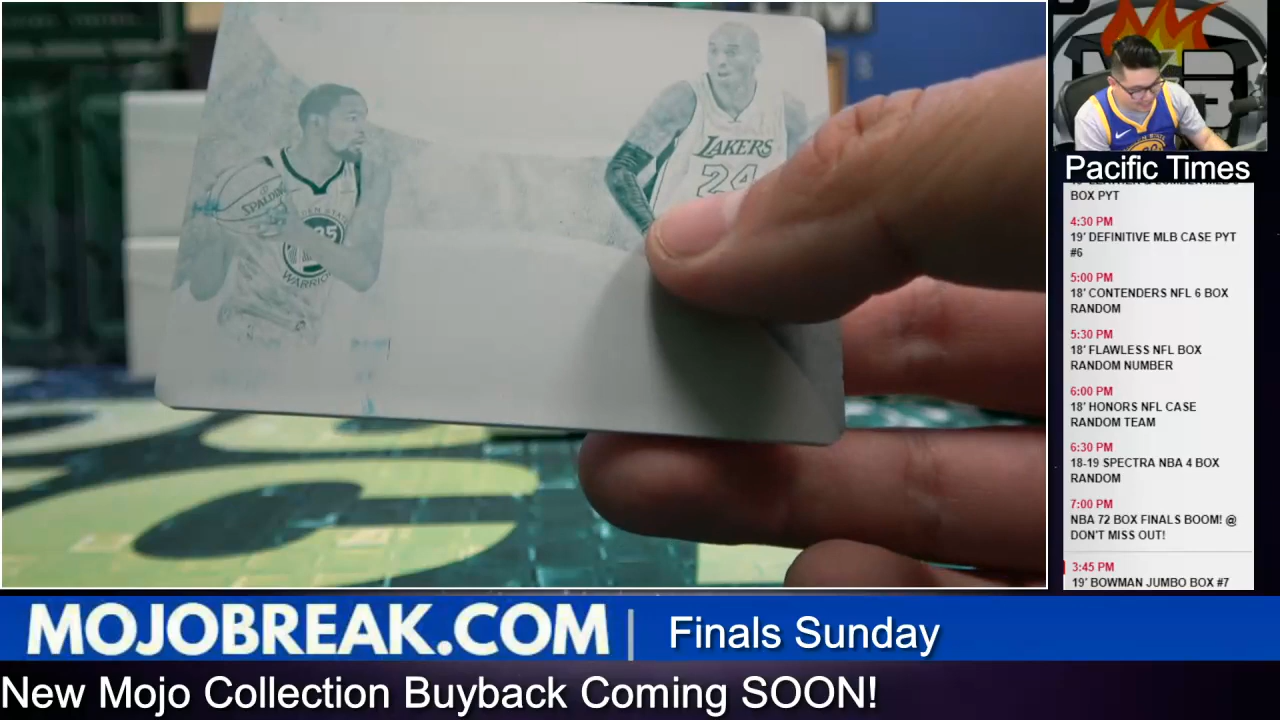 SPALDING
DEN STAT
35
WARRIO
LAKERS
24
Pacific Times
BOX PYT
4:30 PM
19' DEFINITIVE MLB CASE PYT
#6
5:00 PM
18' CONTENDERS NFL 6 BOX
RANDOM
5:30 PM
18' FLAWLESS NFL BOX
RANDOM NUMBER
6:00 PM
18' HONORS NFL CASE
RANDOM TEAM
6:30 PM
18-19 SPECTRA NBA 4 BOX
RANDOM
7:00 PM
NBA 72 BOX FINALS BOOM! @
DON'T MISS OUT!
3:45 PM
19' BOWMAN JUMBO BOX #7
MOJOBREAK.COM | Finals Sunday
New Mojo Collection Buyback Coming SOON!